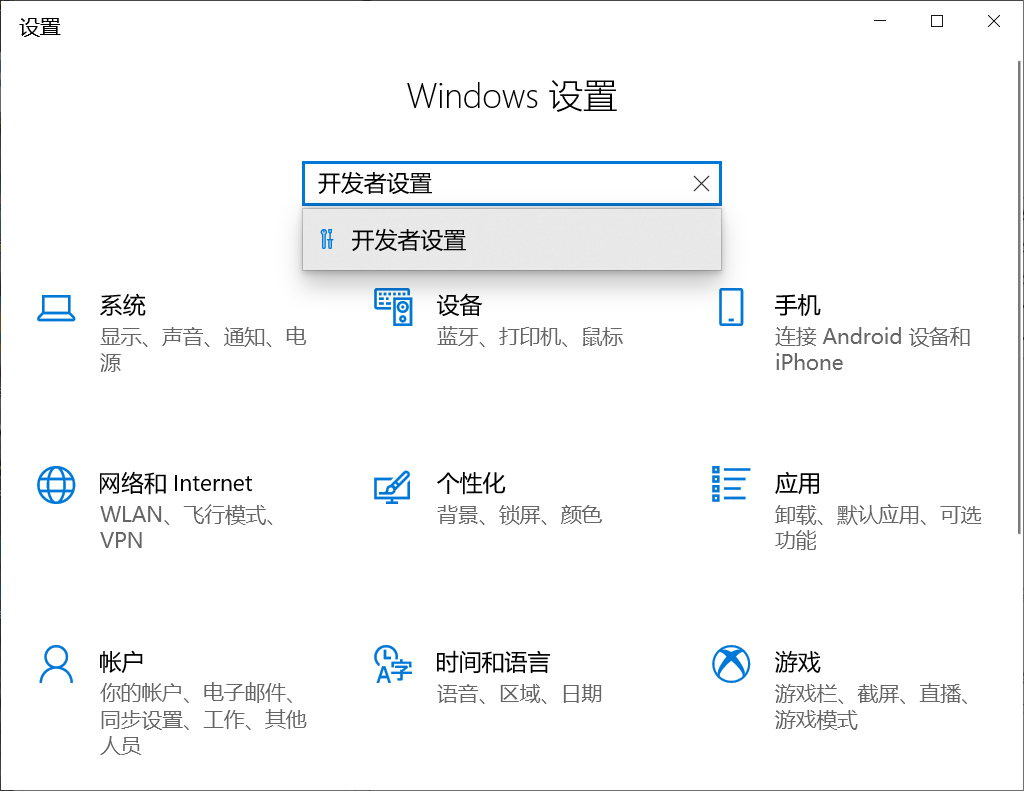 设置
Windows 设置
开发者设置
开发者设置
系统
显示、声音、通知、电
源
设备
蓝牙、打印机、鼠标
手机
连接 Android 设备和
iPhone
网络和 Internet
WLAN、飞行模式、
VPN
个性化
背景、锁屏、颜色
应用
卸载、默认应用、可选
功能
帐户
你的帐户、电子邮件、
同步设置、工作、其他
人员
时间和语言
语音、区域、日期
游戏
游戏栏、截屏、直播、
游戏模式